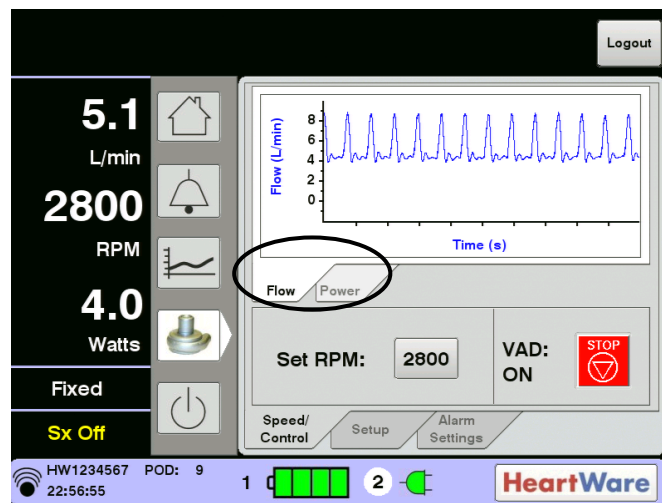 Logout
5.1
L/min
2800
RPM
4.0
Watts
Fixed
Sx Off
Flow (L/min)
8
6
4
2
0
Time (s)
Flow
Power
Set RPM:
2800
VAD:
ON
STOP
Speed/
Control
Setup
Alarm
Settings
HW1234567 POD: 9
22:56:55
1
2
HeartWare